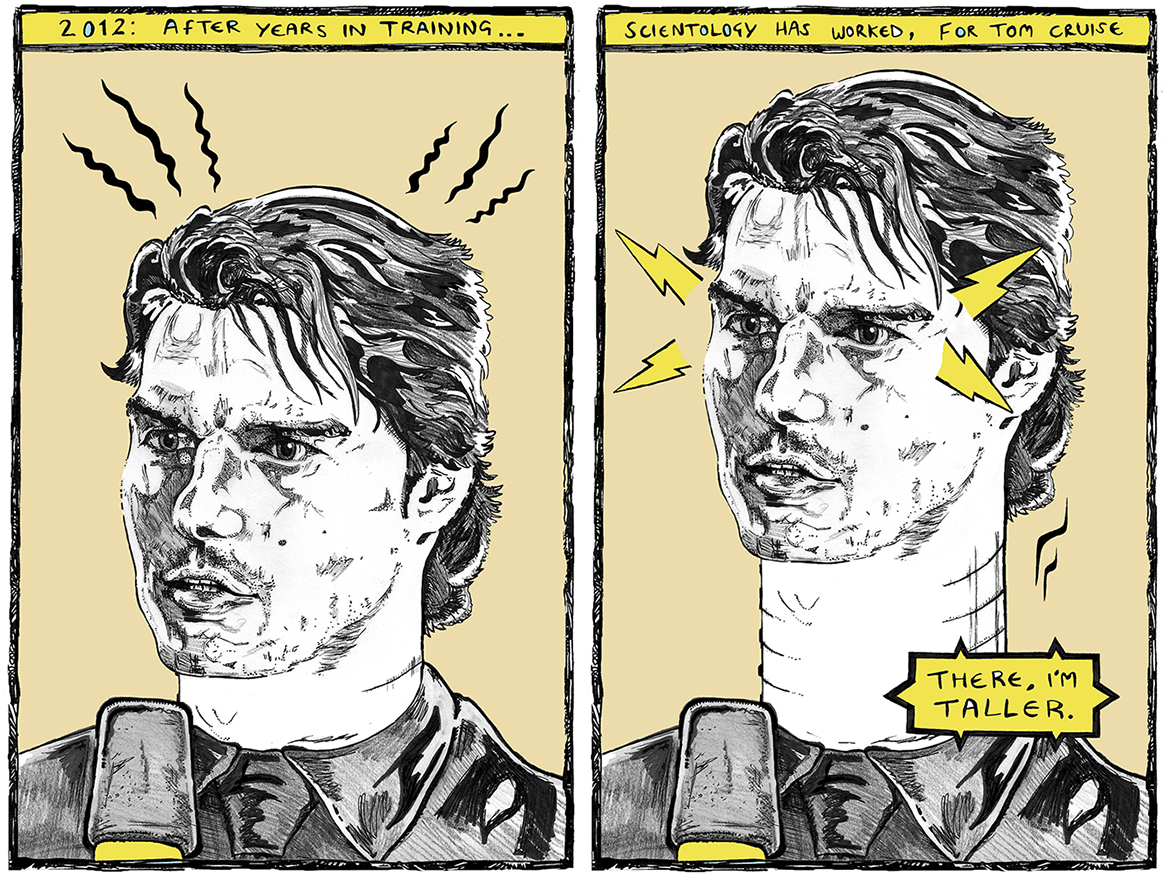 2012: AFTER YEARS IN TRAINING...
SCIENTOLOGY HAS WORKED, FOR TOM CRUISE
THERE, I'M
TALLER.